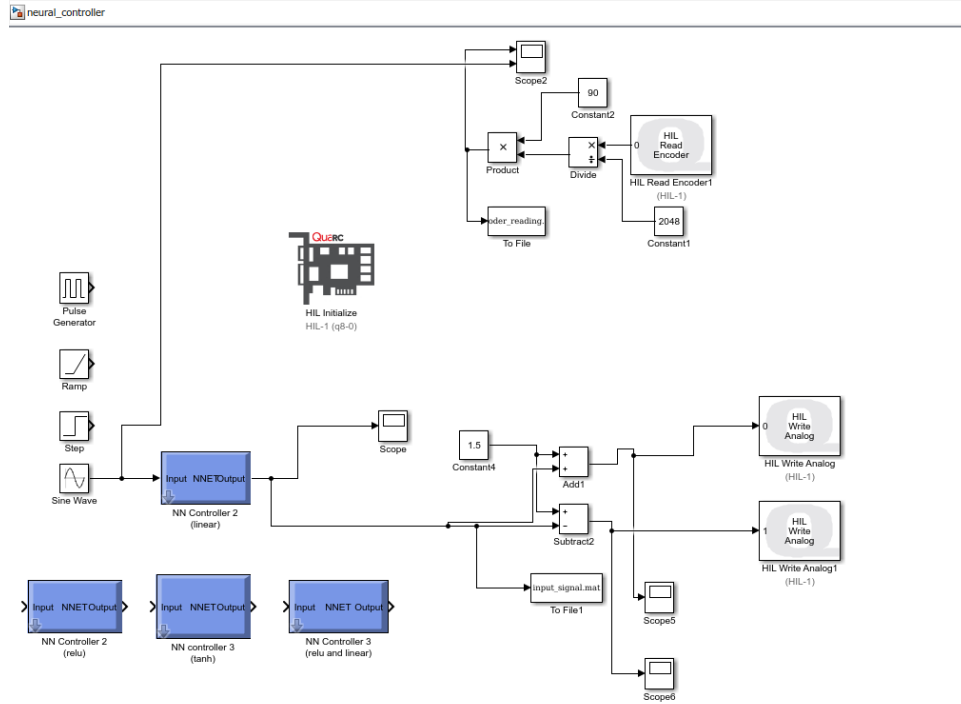 neural_controller
Scope2
90
Constant2
×
Product
×
÷
Divide
0
HIL
Read
Encoder
HIL Read Encoder1
(HIL-1)
2048
Constant1
oder_reading.
To File
QUARC
HIL Initialize
HIL-1 (q8-0)
Pulse
Generator
Ramp
Step
Sine Wave
Input NNETOutput
NN Controller 2
(linear)
Scope
1.5
Constant4
+
+
Add1
+
−
Subtract2
0
HIL
Write
Analog
HIL Write Analog
(HIL-1)
1
HIL
Write
Analog
HIL Write Analog1
(HIL-1)
input_signal.mat
To File1
Scope5
Scope6
Input NNETOutput
NN Controller 2
(relu)
Input NNETOutput
NN controller 3
(tanh)
Input NNET Output
NN Controller 3
(relu and linear)